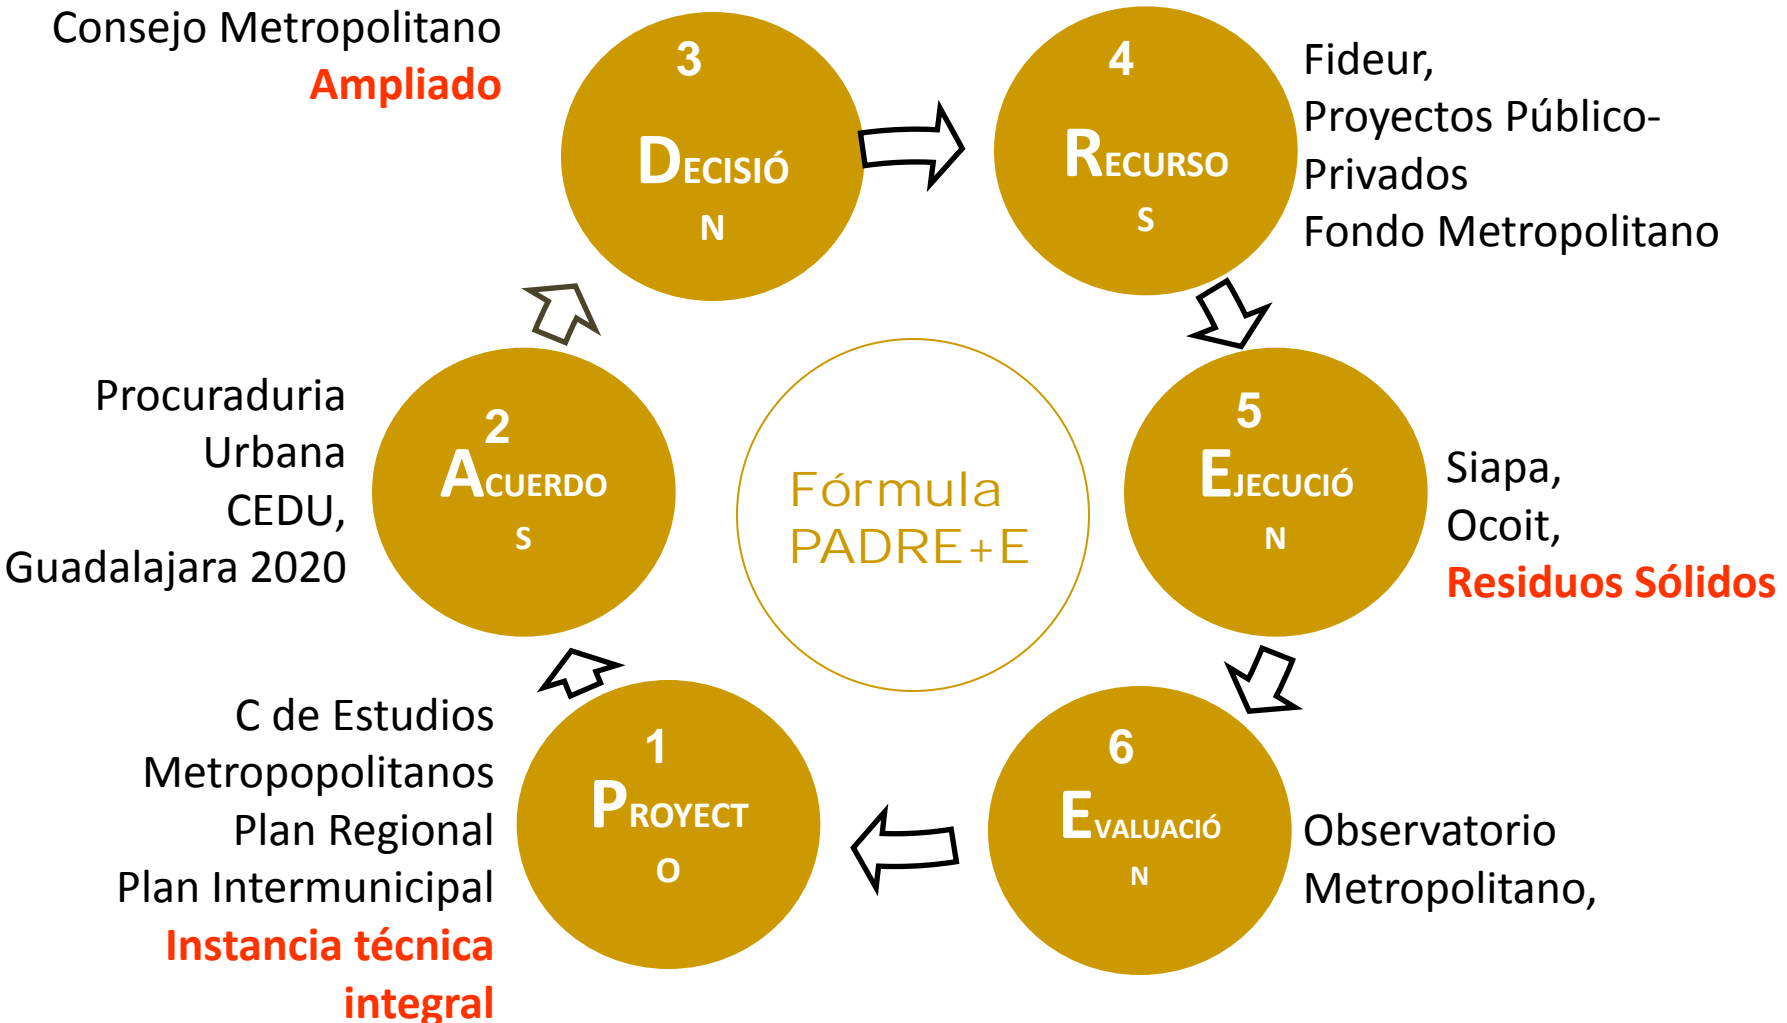 Consejo Metropolitano
Ampliado
3
DECISIÓ
N
4
RECURSO
S
Fideur,
Proyectos Público-
Privados
Fondo Metropolitano
Procuraduria
Urbana
CEDU,
Guadalajara 2020
2
ACUERDO
S
Fórmula
PADRE+E
5
EJECUCIÓ
N
Siapa,
Ocoit,
Residuos Sólidos
C de Estudios
Metropopolitanos
Plan Regional
Plan Intermunicipal
Instancia técnica
integral
1
PROYECT
O
6
EVALUACIÓ
N
Observatorio
Metropolitano,